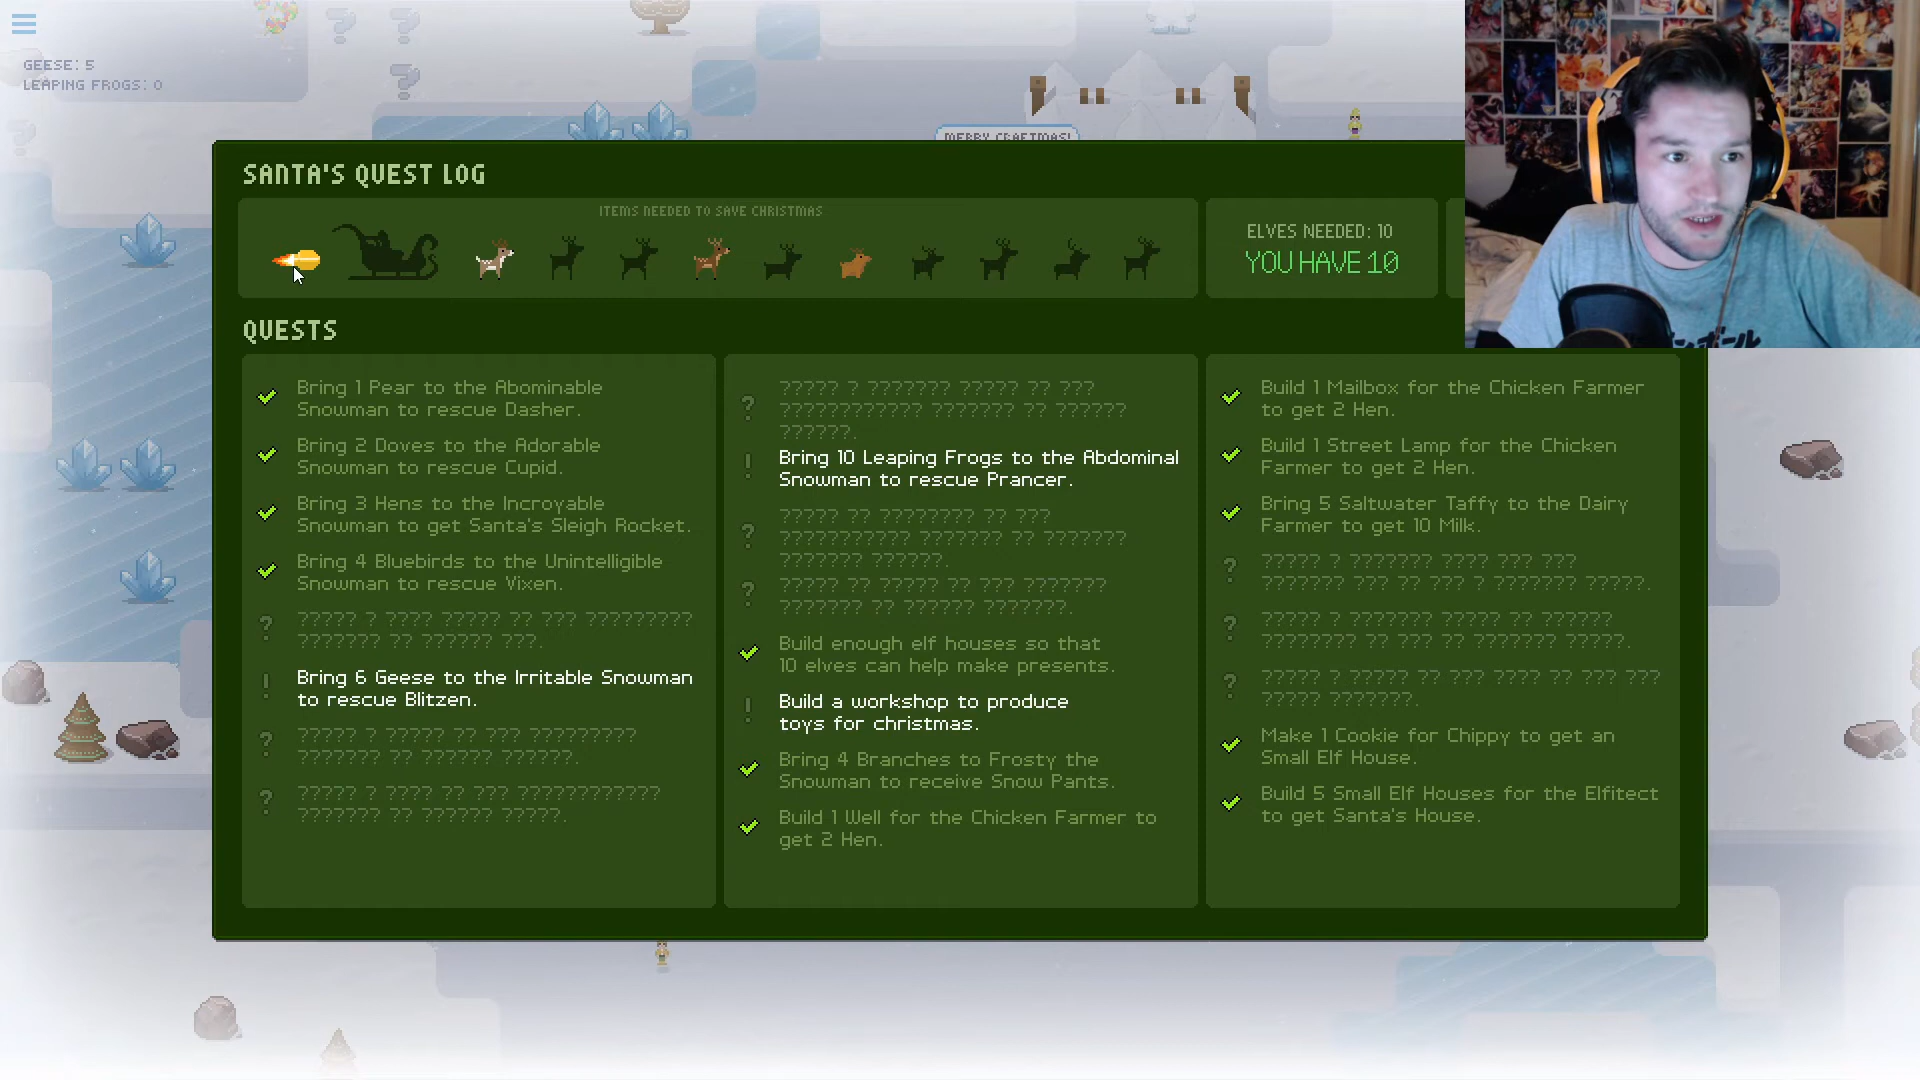 GEESE: 5
LEAPING FROGS: 0
MERRY CRAFTMAS!
SANTA'S QUEST LOG
ITEMS NEEDED TO SAVE CHRISTMAS
ELVES NEEDED: 10
YOU HAVE 10
QUESTS
Bring 1 Pear to the Abominable
Snowman to rescue Dasher.
Bring 2 Doves to the Adorable
Snowman to rescue Cupid.
Bring 3 Hens to the Incroyable
Snowman to get Santa's Sleigh Rocket.
Bring 4 Bluebirds to the Unintelligible
Snowman to rescue Vixen.
????? ? ???? ????? ?? ??? ?????????
??????? ?? ?????? ???.
Bring 6 Geese to the Irritable Snowman
to rescue Blitzen.
????? ? ????? ?? ??? ?????????
??????? ?? ?????? ??????.
????? ? ???? ?? ??? ????????????
??????? ?? ?????? ?????.
????? ? ??????? ????? ?? ???
???????????? ??????? ?? ??????
??????.
Bring 10 Leaping Frogs to the Abdominal
Snowman to rescue Prancer.
????? ?? ???????? ?? ???
??????????? ??????? ?? ???????
??????? ??????.
????? ?? ????? ?? ??? ???????
??????? ?? ?????? ???????.
Build enough elf houses so that
10 elves can help make presents.
Build a workshop to produce
toys for christmas.
Bring 4 Branches to Frosty the
Snowman to receive Snow Pants.
Build 1 Well for the Chicken Farmer to
get 2 Hen.
Build 1 Mailbox for the Chicken Farmer
to get 2 Hen.
Build 1 Street Lamp for the Chicken
Farmer to get 2 Hen.
Bring 5 Saltwater Taffy to the Dairy
Farmer to get 10 Milk.
????? ? ??????? ???? ??? ???
??????? ??? ?? ??? ? ??????? ?????.
????? ? ??????? ????? ?? ??????
???????? ?? ??? ?? ??????? ?????.
????? ? ????? ?? ??? ???? ?? ??? ???
????? ???????.
Make 1 Cookie for Chippy to get an
Small Elf House.
Build 5 Small Elf Houses for the Elfitect
to get Santa's House.